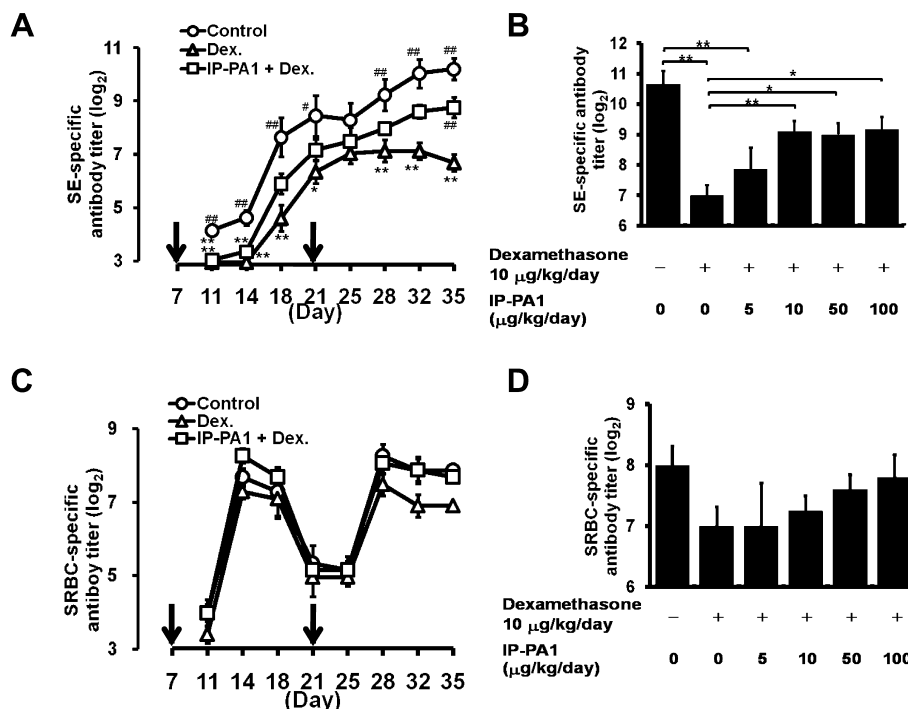 A
Control
Dex.
IP-PA1 + Dex.
SE-specific
antibody titer (log2)
11
9
7
5
3
##
##
##
#
##
##
##
##
**
**
**
**
**
*
**
**
**
7 11 14 18 21 25 28 32 35
(Day)
B
SE-specific antibody
titer (log2)
12
11
10
9
8
7
6
**
**
*
*
**
Dexamethasone
10 μg/kg/day
− + + + + +
IP-PA1
(μg/kg/day)
0 0 5 10 50 100
C
Control
Dex.
IP-PA1 + Dex.
SRBC-specific
antiboy titer (log2)
9
7
5
3
7 11 14 18 21 25 28 32 35
(Day)
D
SRBC-specific
antibody titer (log2)
9
8
7
6
Dexamethasone
10 μg/kg/day
− + + + + +
IP-PA1
(μg/kg/day)
0 0 5 10 50 100